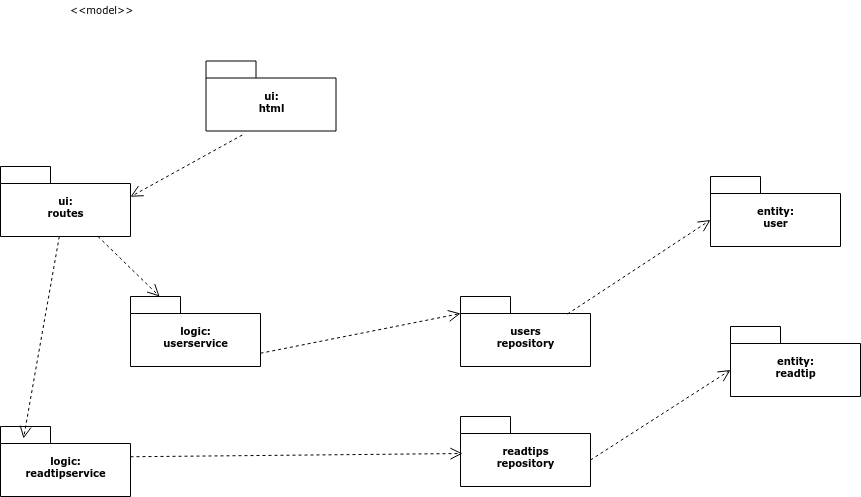 <<model>>
ui:
html
ui:
routes
entity:
user
logic:
userservice
users
repository
entity:
readtip
logic:
readtipservice
readtips
repository